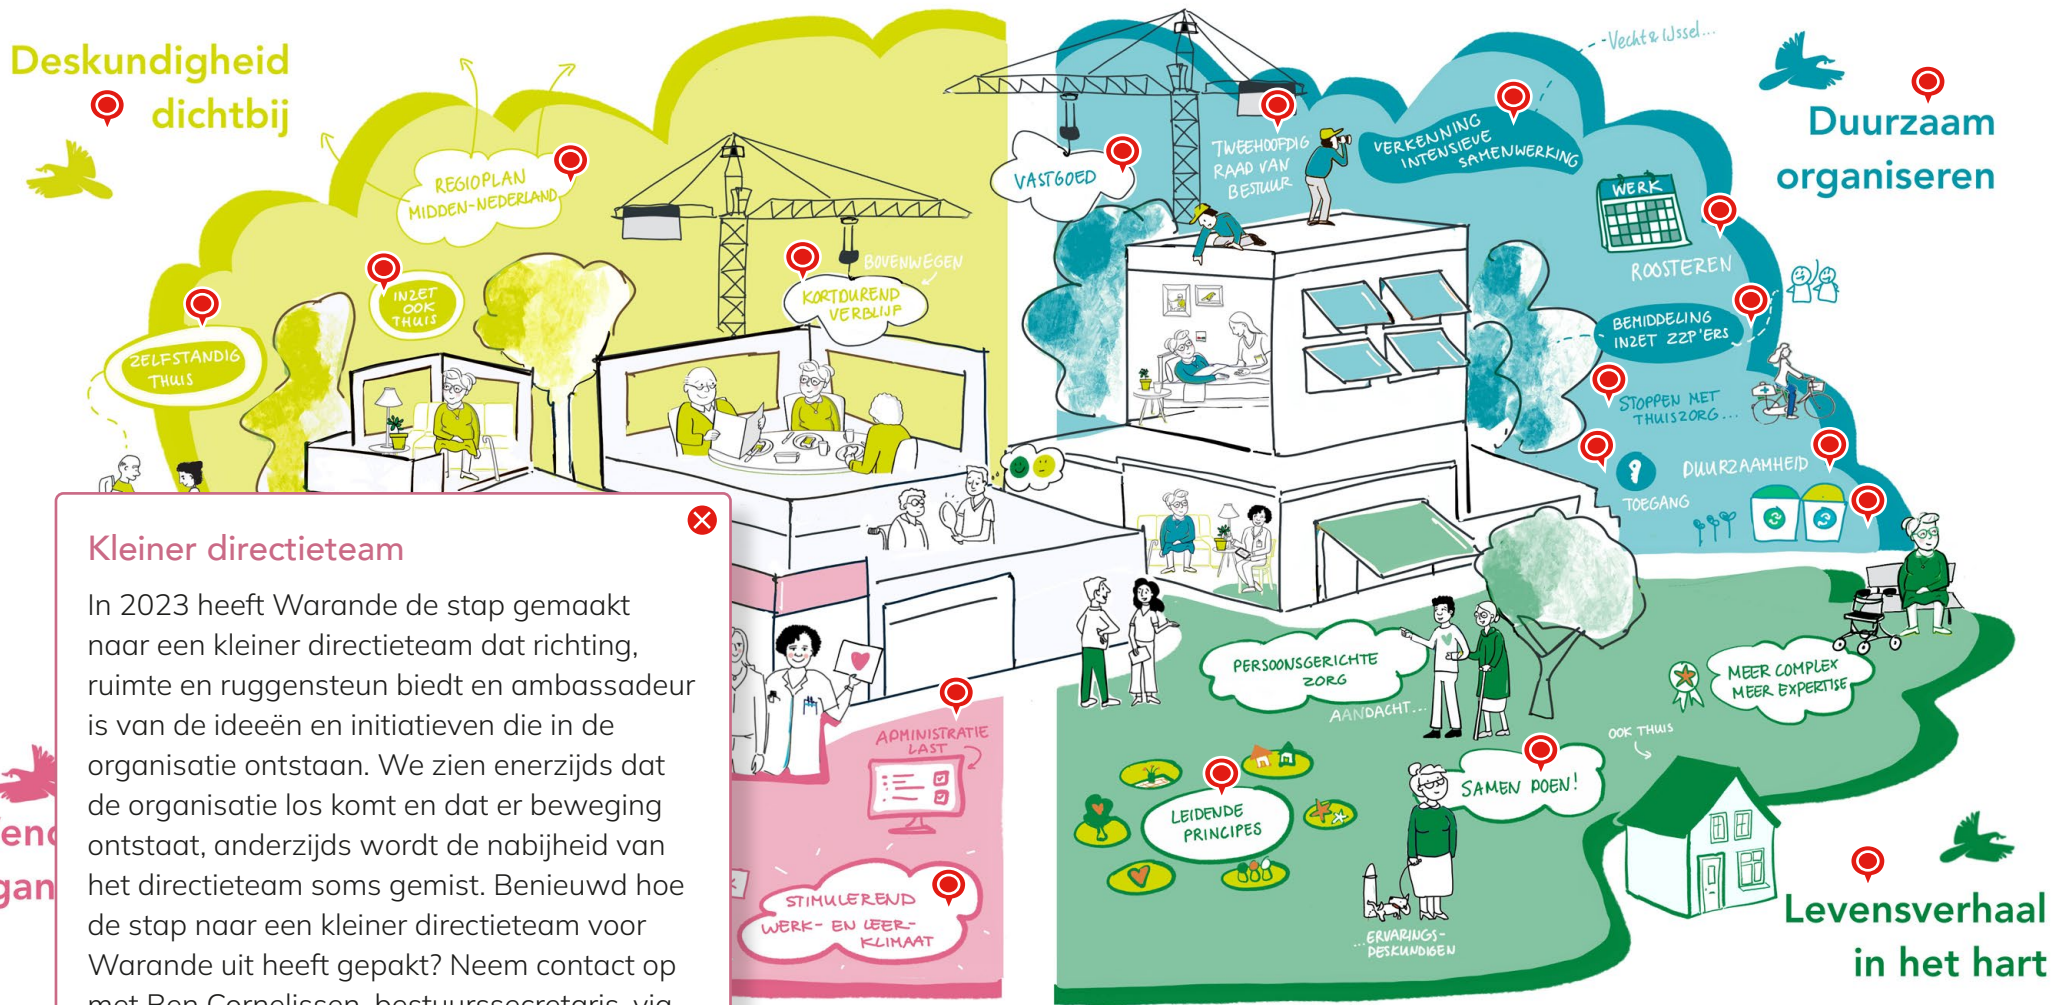 Deskundigheid
dichtbij
REGIOPLAN
MIDDEN-NEDERLAND
INZET
OOK
THUIS
ZELFSTANDIG
THUIS
BOVENWEGEN
KORTDUREND
VERBLIJF
VASTGOED
TWEEHOOFDIG
RAAD VAN
BESTUUR
VERKENNING
INTENSIEVE
SAMENWERKING
Vecht & IJssel...
Duurzaam
organiseren
WERK
ROOSTEREN
BEMIDDELING
INZET ZZP'ERS
STOPPEN MET
THUISZORG...
DUURZAAMHEID
TOEGANG
Kleiner directieteam
In 2023 heeft Warande de stap gemaakt
naar een kleiner directieteam dat richting,
ruimte en ruggensteun biedt en ambassadeur
is van de ideeën en initiatieven die in de
organisatie ontstaan. We zien enerzijds dat
de organisatie los komt en dat er beweging
ontstaat, anderzijds wordt de nabijheid van
het directieteam soms gemist. Benieuwd hoe
de stap naar een kleiner directieteam voor
Warande uit heeft gepakt? Neem contact op
met Ben Cornelissen, bestuurssecretaris, via
ADMINISTRATIE
LAST
STIMULEREND
WERK- EN LEER-
KLIMAAT
PERSOONSGERICHTE
ZORG
AANDACHT...
MEER COMPLEX
MEER EXPERTISE
OOK THUIS
SAMEN DOEN!
LEIDENDE
PRINCIPES
...ERVARINGS-
DESKUNDIGEN
Levensverhaal
in het hart